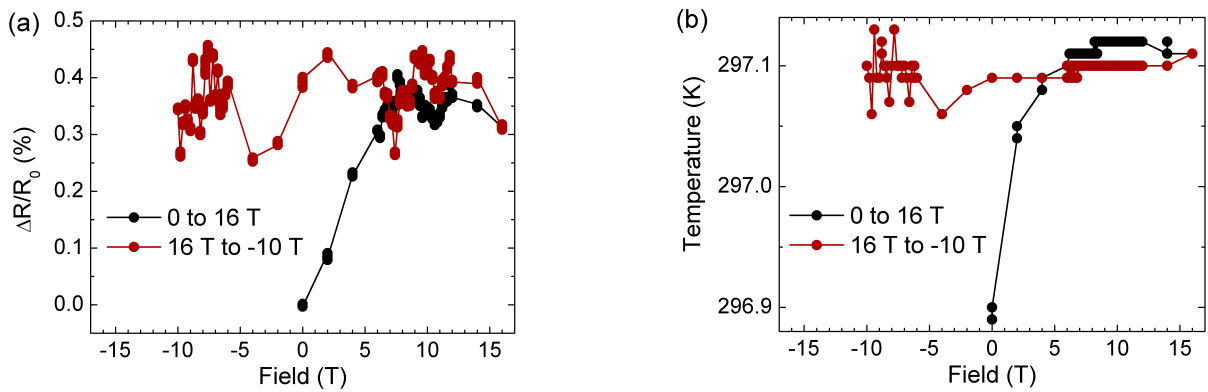 (a)
0.5
0.4
0.3
0.2
0.1
0.0
ΔR/R₀ (%)
0 to 16 T
16 T to -10 T
-15 -10 -5 0 5 10 15
Field (T)
(b)
297.1
297.0
296.9
Temperature (K)
0 to 16 T
16 T to -10 T
-15 -10 -5 0 5 10 15
Field (T)